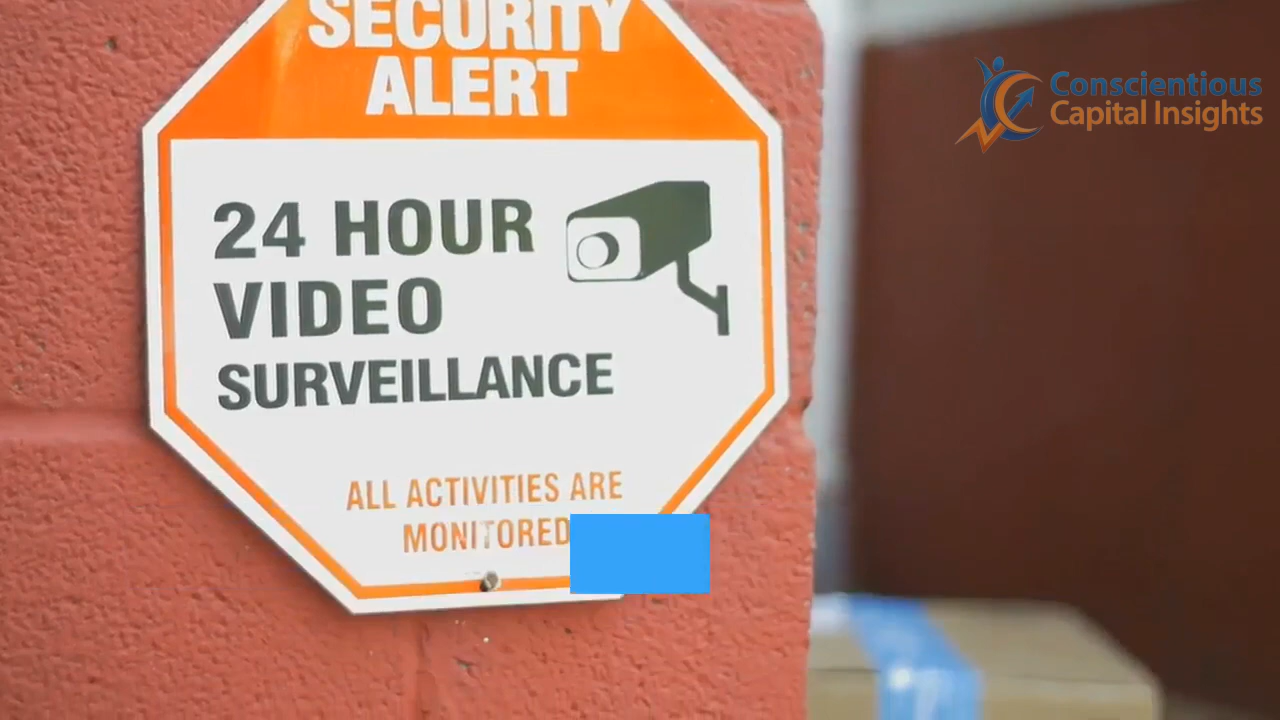 SECURITY
ALERT
24 HOUR
VIDEO
SURVEILLANCE
ALL ACTIVITIES ARE
MONITORED
Conscientious
Capital Insights